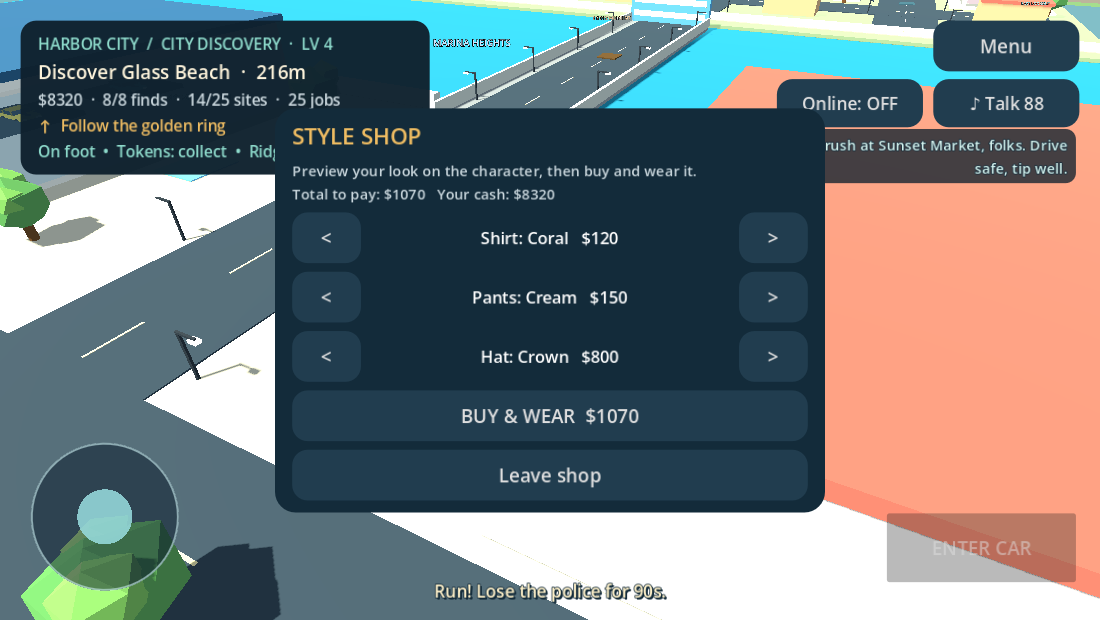 HARBOR CITY / CITY DISCOVERY · LV 4
Discover Glass Beach · 216m
$8320 · 8/8 finds · 14/25 sites · 25 jobs
↑ Follow the golden ring
On foot • Tokens: collect •
MARINA HEIGHTS
Menu
Online: OFF
♪ Talk 88
rush at Sunset Market, folks. Drive
safe, tip well.
STYLE SHOP
Preview your look on the character, then buy and wear it.
Total to pay: $1070 Your cash: $8320
< Shirt: Coral $120 >
< Pants: Cream $150 >
< Hat: Crown $800 >
BUY & WEAR $1070
Leave shop
ENTER CAR
Run! Lose the police for 90s.